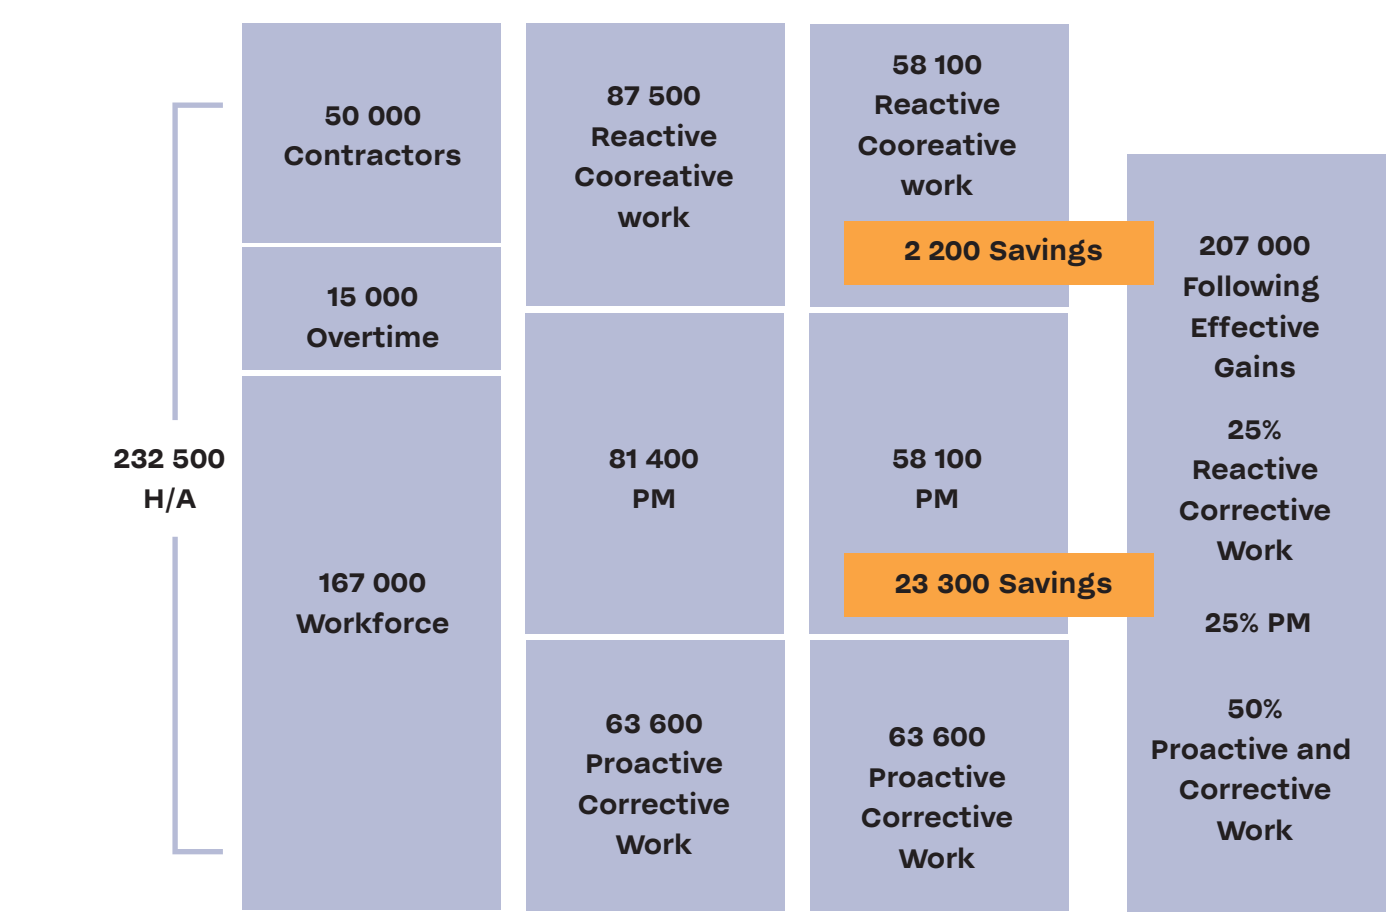 232 500
H/A
50 000
Contractors
15 000
Overtime
167 000
Workforce
87 500
Reactive
Cooreative
work
81 400
PM
63 600
Proactive
Corrective
Work
58 100
Reactive
Cooreative
work
2 200 Savings
58 100
PM
23 300 Savings
63 600
Proactive
Corrective
Work
207 000
Following
Effective
Gains
25%
Reactive
Corrective
Work
25% PM
50%
Proactive and
Corrective
Work